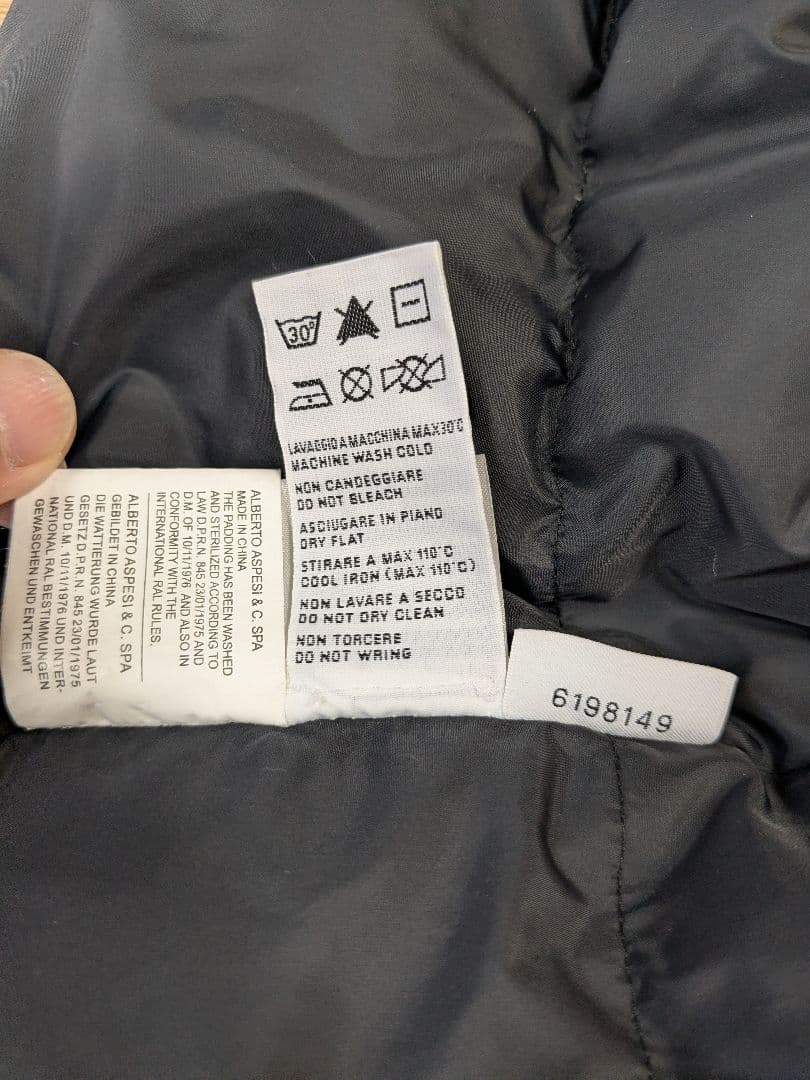 30°
LAVAGGIO A MACCHINA MAX30°C
MACHINE WASH COLD
NON CANDEGGIARE
DO NOT BLEACH
ASCIUGARE IN PIANO
DRY FLAT
STIRARE A MAX 110°C
COOL IRON (MAX 110°C)
NON LAVARE A SECCO
DO NOT DRY CLEAN
NON TORCERE
DO NOT WRING
ALBERTO ASPESI & C. SPA
MADE IN CHINA
THE PADDING HAS BEEN WASHED
AND STERILIZED ACCORDING TO
LAW D.P.R.N. 845 23/01/1975 AND
D.M. OF 10/11/1976 AND ALSO IN
CONFORMITY WITH THE
INTERNATIONAL RAL RULES.
ALBERTO ASPESI & C. SPA
GEBILDET IN CHINA
DIE WATTIERUNG WURDE LAUT
GESETZ D.P.R.N. 845 23/01/1975
UND D.M. 10/11/1976 UND INTER-
NATIONAL RAL BESTIMMUNGEN
GEWASCHEN UND ENTKEIMT
6198149